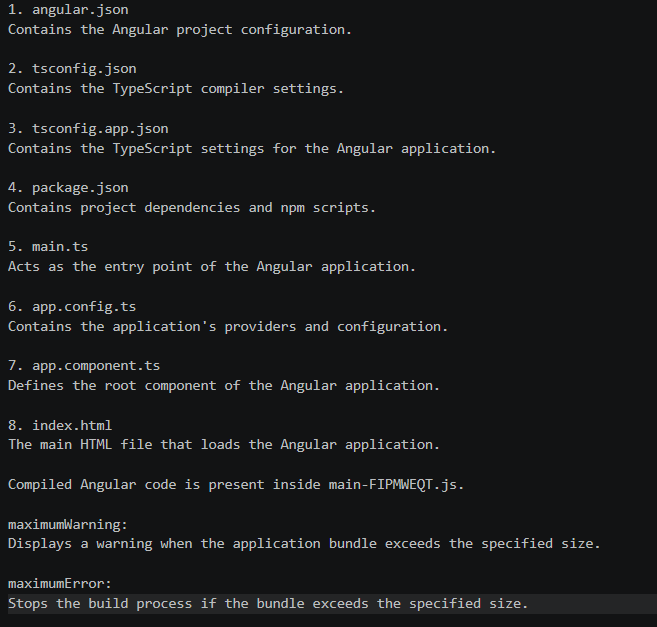 1. angular.json
Contains the Angular project configuration.
2. tsconfig.json
Contains the TypeScript compiler settings.
3. tsconfig.app.json
Contains the TypeScript settings for the Angular application.
4. package.json
Contains project dependencies and npm scripts.
5. main.ts
Acts as the entry point of the Angular application.
6. app.config.ts
Contains the application's providers and configuration.
7. app.component.ts
Defines the root component of the Angular application.
8. index.html
The main HTML file that loads the Angular application.
Compiled Angular code is present inside main-FIPMWEQT.js.
maximumWarning:
Displays a warning when the application bundle exceeds the specified size.
maximumError:
Stops the build process if the bundle exceeds the specified size.